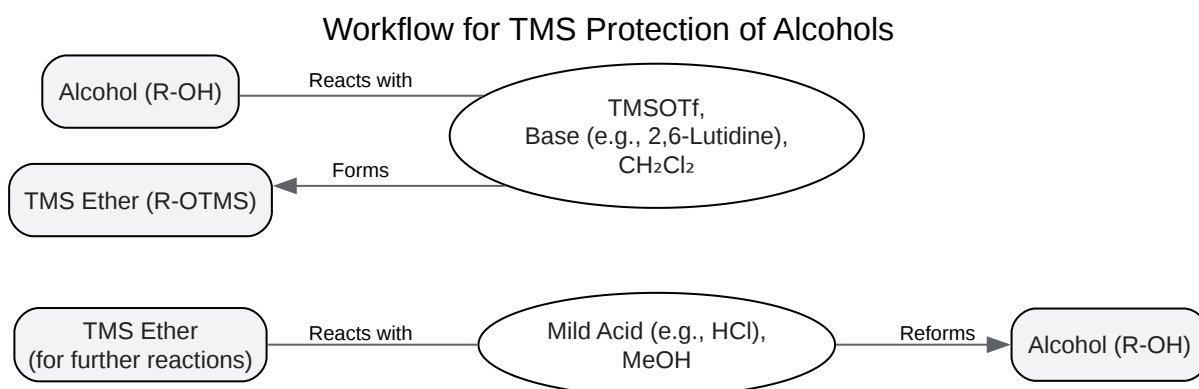 Workflow for TMS Protection of Alcohols
Alcohol (R-OH)
Reacts with
TMSOTf,
Base (e.g., 2,6-Lutidine),
CH₂Cl₂
Forms
TMS Ether (R-OTMS)
TMS Ether
(for further reactions)
Reacts with
Mild Acid (e.g., HCl),
MeOH
Reforms
Alcohol (R-OH)